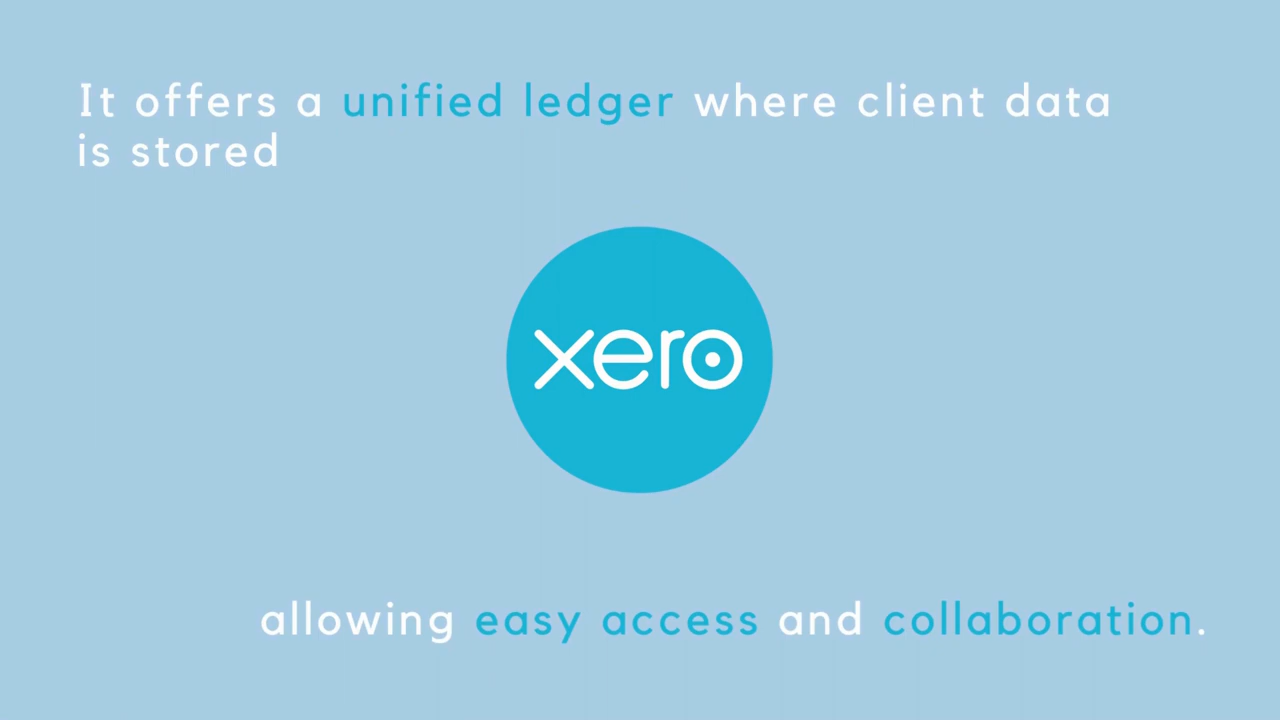 It offers a unified ledger where client data
is stored
xero
allowing easy access and collaboration.